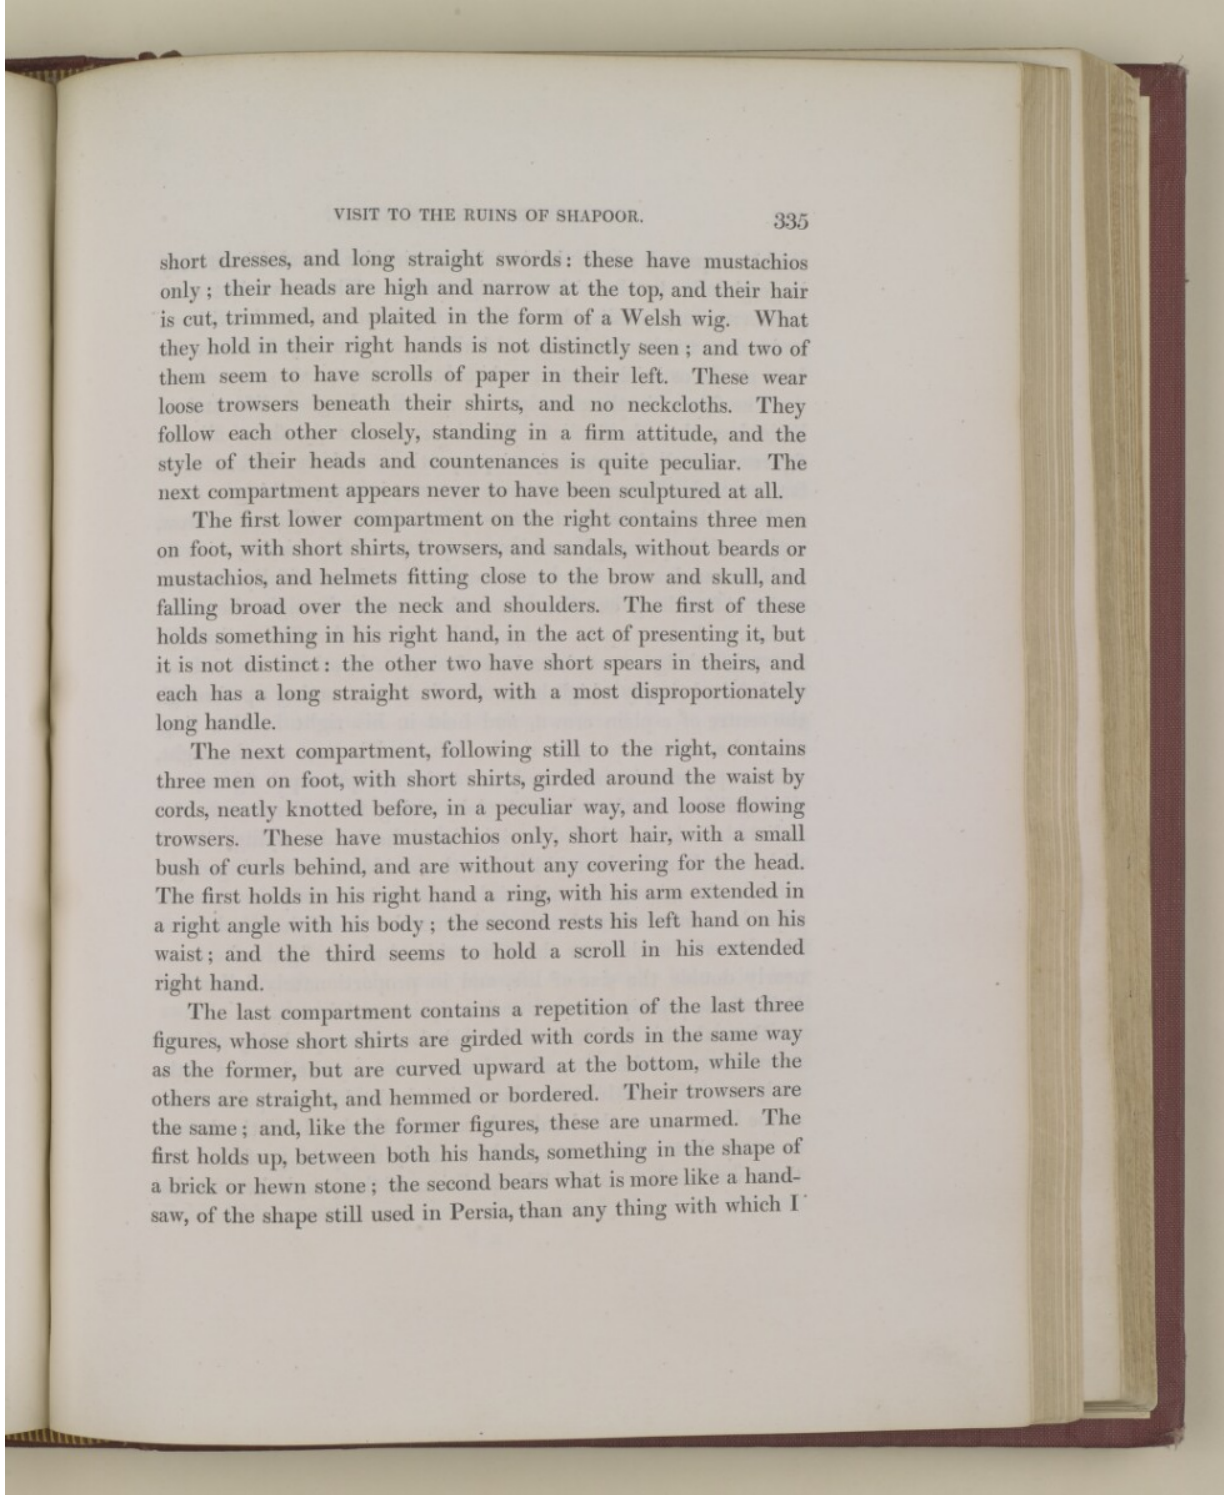 VISIT TO THE RUINS OF SHAPOOR. 335
short dresses, and long straight swords: these have mustachios
only; their heads are high and narrow at the top, and their hair
is cut, trimmed, and plaited in the form of a Welsh wig. What
they hold in their right hands is not distinctly seen; and two of
them seem to have scrolls of paper in their left. These wear
loose trowsers beneath their shirts, and no neckcloths. They
follow each other closely, standing in a firm attitude, and the
style of their heads and countenances is quite peculiar. The
next compartment appears never to have been sculptured at all.
The first lower compartment on the right contains three men
on foot, with short shirts, trowsers, and sandals, without beards or
mustachios, and helmets fitting close to the brow and skull, and
falling broad over the neck and shoulders. The first of these
holds something in his right hand, in the act of presenting it, but
it is not distinct: the other two have short spears in theirs, and
each has a long straight sword, with a most disproportionately
long handle.
The next compartment, following still to the right, contains
three men on foot, with short shirts, girded around the waist by
cords, neatly knotted before, in a peculiar way, and loose flowing
trowsers. These have mustachios only, short hair, with a small
bush of curls behind, and are without any covering for the head.
The first holds in his right hand a ring, with his arm extended in
a right angle with his body; the second rests his left hand on his
waist; and the third seems to hold a scroll in his extended
right hand.
The last compartment contains a repetition of the last three
figures, whose short shirts are girded with cords in the same way
as the former, but are curved upward at the bottom, while the
others are straight, and hemmed or bordered. Their trowsers are
the same; and, like the former figures, these are unarmed. The
first holds up, between both his hands, something in the shape of
a brick or hewn stone; the second bears what is more like a hand-
saw, of the shape still used in Persia, than any thing with which I